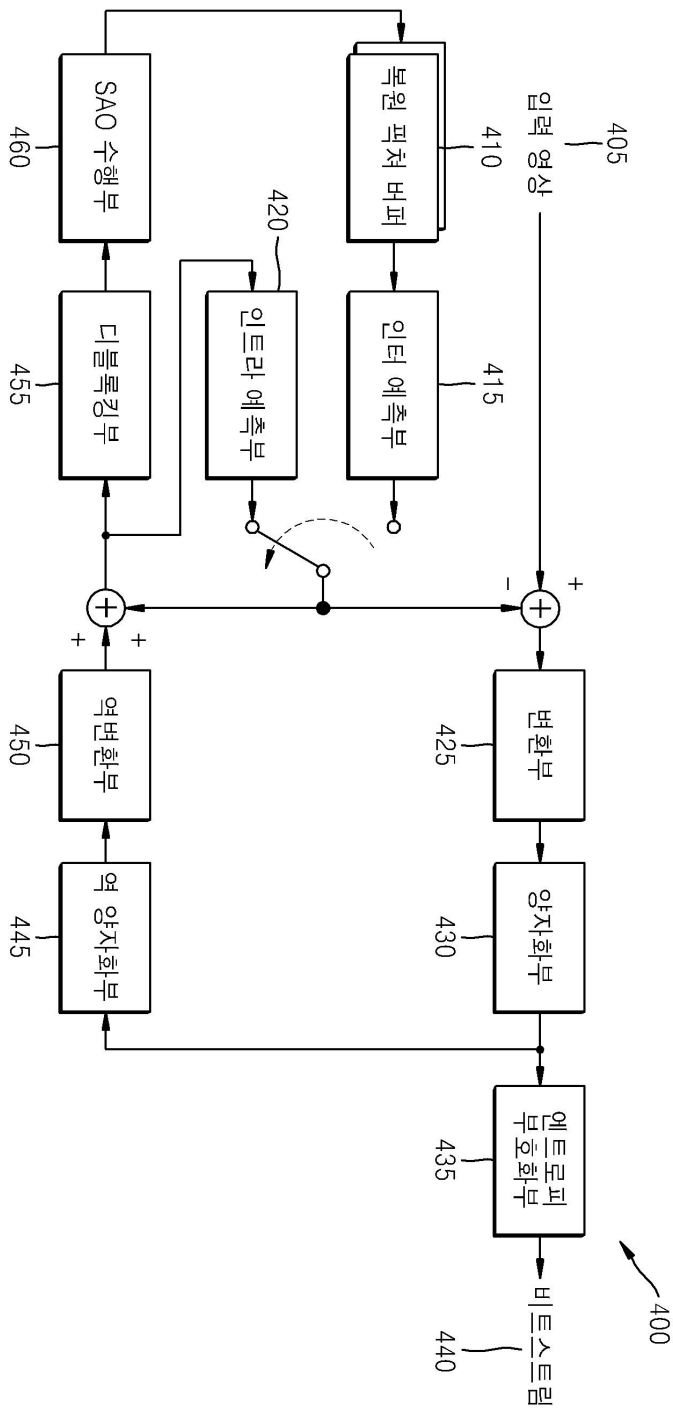 400
405
입력 영상
+
−
+
변환부
425
양자화부
430
엔트로피
부호화부
435
비트스트림
440
복원 픽쳐 버퍼
410
인터 예측부
415
420
인트라 예측부
SAO 수행부
460
디블록킹부
455
+
+
+
역변환부
450
역 양자화부
445